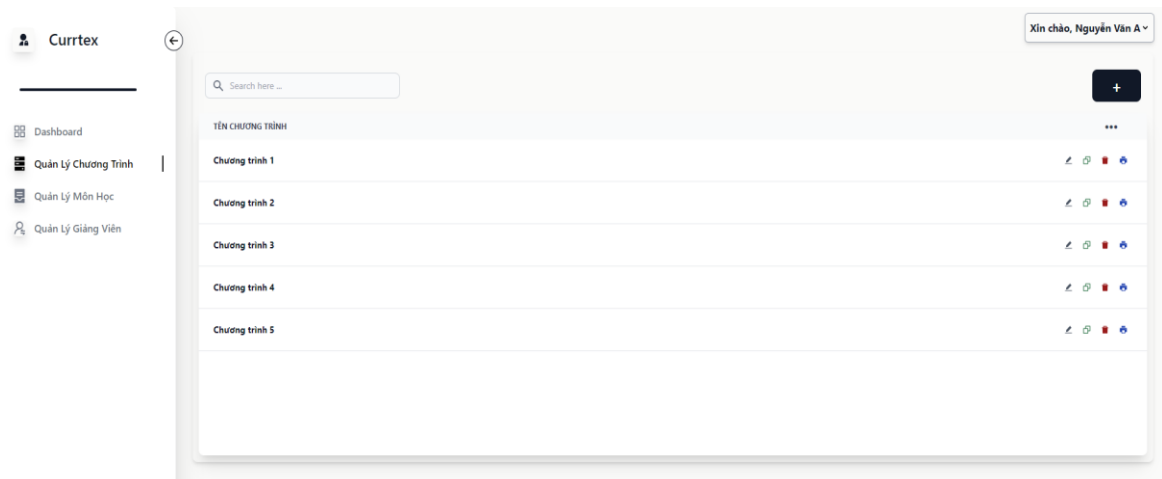 Currtex
Xin chào, Nguyễn Văn A
Search here ...
+
Dashboard
Quản Lý Chương Trình
Quản Lý Môn Học
Quản Lý Giảng Viên
TÊN CHƯƠNG TRÌNH
Chương trình 1
Chương trình 2
Chương trình 3
Chương trình 4
Chương trình 5